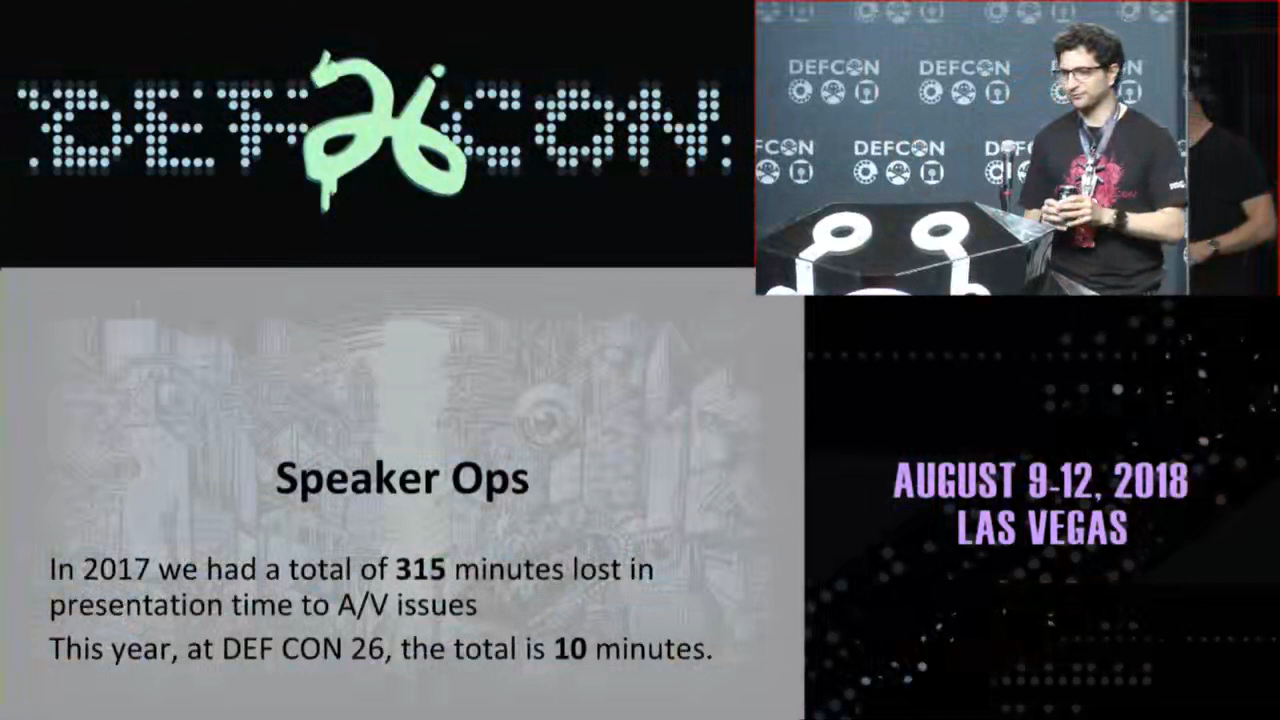 DEF 26 CON
DEFCON
DEFCON
DEFCON
DEFCON
Speaker Ops
In 2017 we had a total of 315 minutes lost in
presentation time to A/V issues
This year, at DEF CON 26, the total is 10 minutes.
AUGUST 9-12, 2018
LAS VEGAS